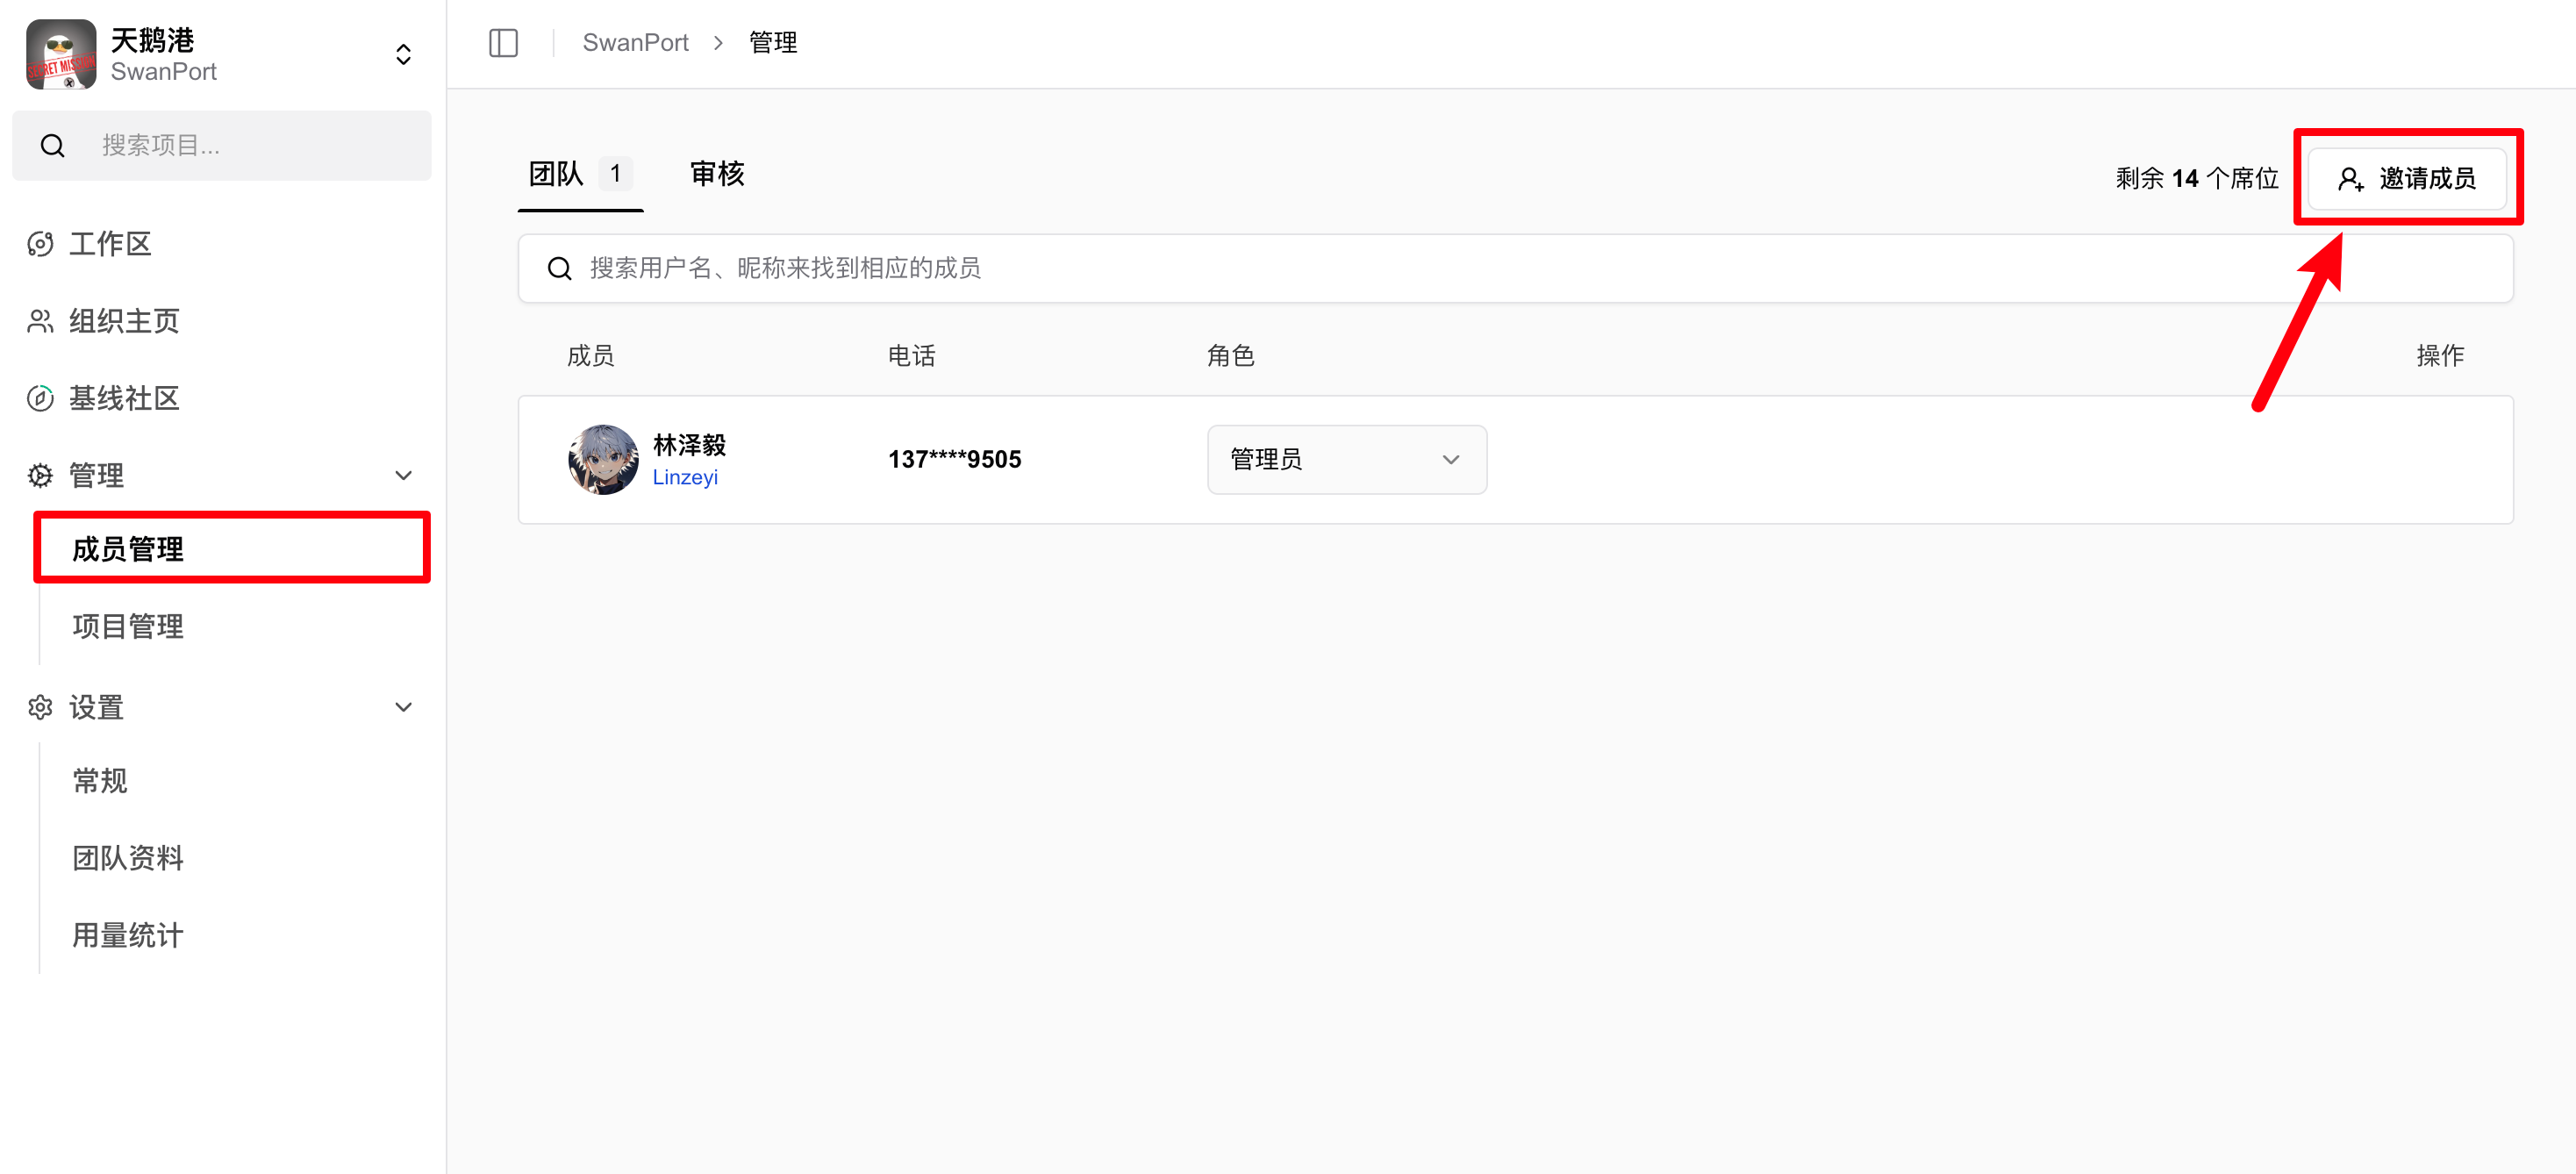 天鹅港
SwanPort
SECRET MISSION
搜索项目...
工作区
组织主页
基线社区
管理
成员管理
项目管理
设置
常规
团队资料
用量统计
SwanPort > 管理
团队 1 审核
剩余 14 个席位 邀请成员
搜索用户名、昵称来找到相应的成员
成员 电话 角色 操作
林泽毅
Linzeyi
137****9505
管理员